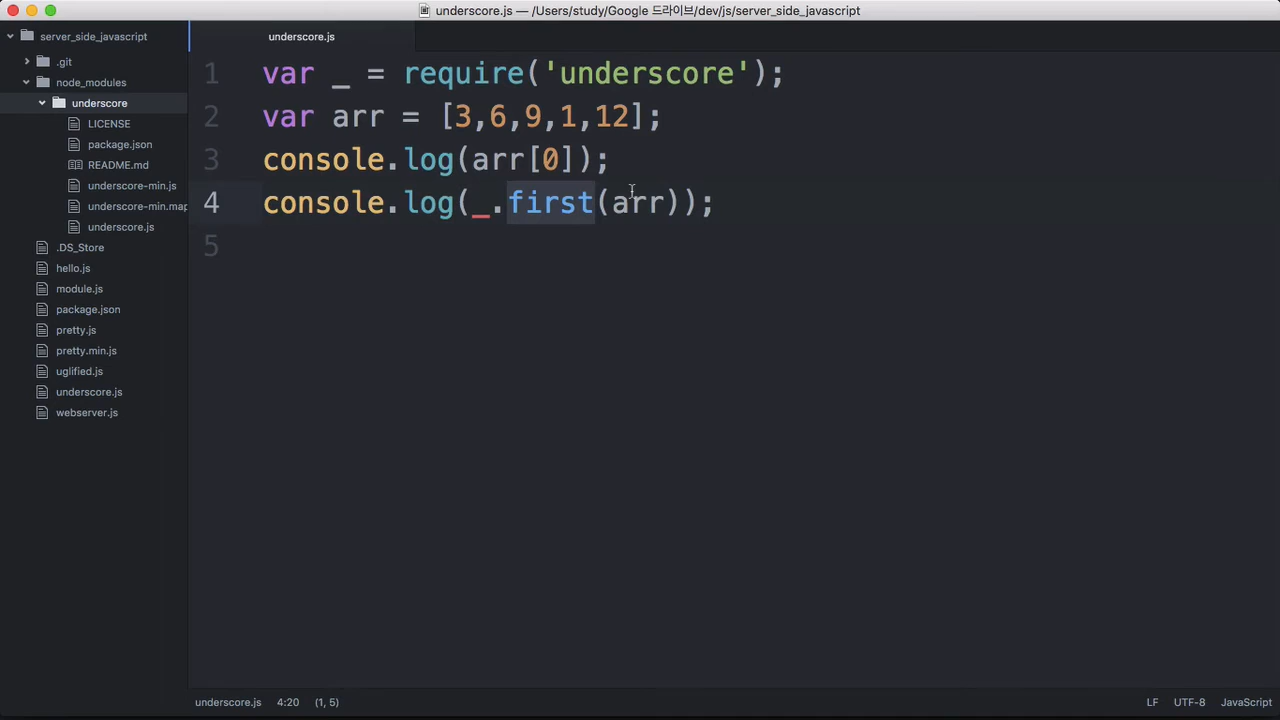 underscore.js — /Users/study/Google 드라이브/dev/js/server_side_javascript
server_side_javascript
.git
node_modules
underscore
LICENSE
package.json
README.md
underscore-min.js
underscore-min.map
underscore.js
.DS_Store
hello.js
module.js
package.json
pretty.js
pretty.min.js
uglified.js
underscore.js
webserver.js
underscore.js
1 var _ = require('underscore');
2 var arr = [3,6,9,1,12];
3 console.log(arr[0]);
4 console.log(_.first(arr));
5
underscore.js 4:20 (1, 5) LF UTF-8 JavaScript